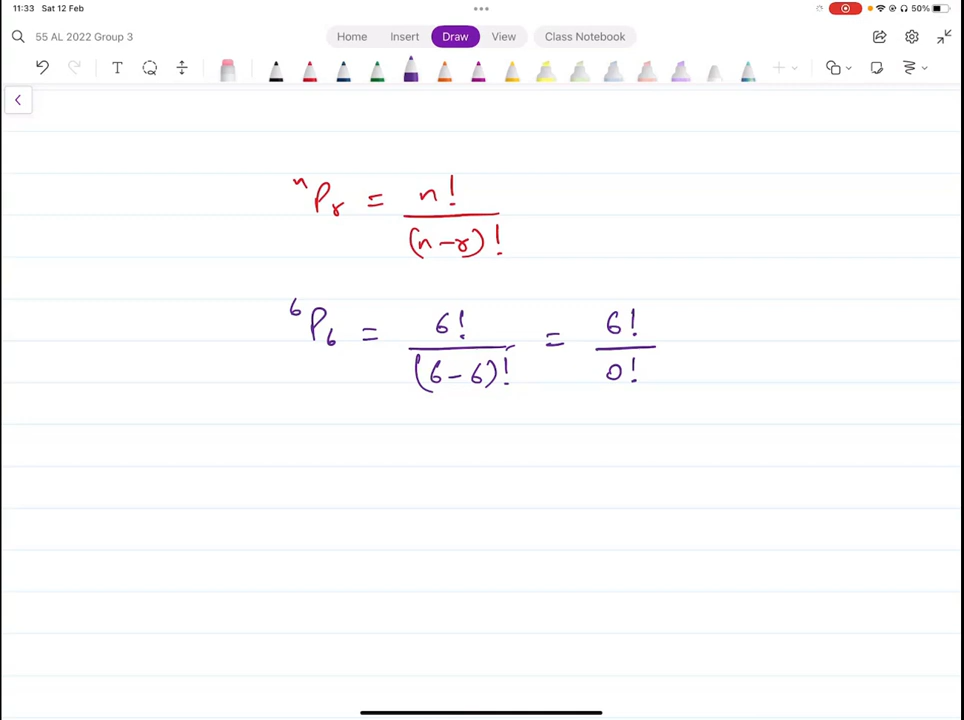 11:33 Sat 12 Feb 50%
55 AL 2022 Group 3 Home Insert Draw View Class Notebook
T
ⁿPᵣ = n! / (n-r)!
⁶P₆ = 6! / (6-6)! = 6! / 0!